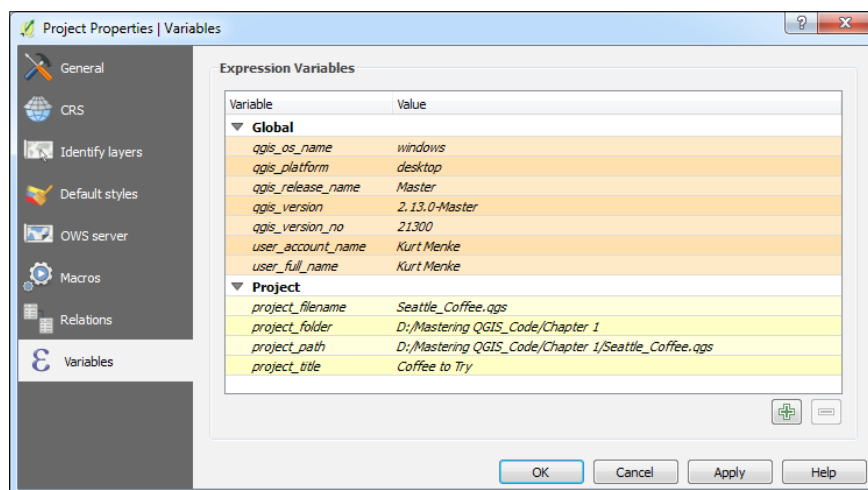 Project Properties | Variables
General
CRS
Identify layers
Default styles
OWS server
Macros
Relations
Variables
Expression Variables
Variable Value
Global
qgis_os_name windows
qgis_platform desktop
qgis_release_name Master
qgis_version 2.13.0-Master
qgis_version_no 21300
user_account_name Kurt Menke
user_full_name Kurt Menke
Project
project_filename Seattle_Coffee.qgs
project_folder D:/Mastering QGIS_Code/Chapter 1
project_path D:/Mastering QGIS_Code/Chapter 1/Seattle_Coffee.qgs
project_title Coffee to Try
OK Cancel Apply Help